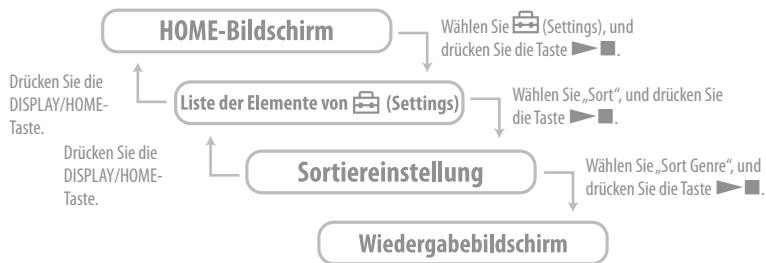 HOME-Bildschirm
Wählen Sie (Settings), und
drücken Sie die Taste ►■.
Drücken Sie die
DISPLAY/HOME-
Taste.
Liste der Elemente von (Settings)
Wählen Sie „Sort“, und drücken Sie
die Taste ►■.
Drücken Sie die
DISPLAY/HOME-
Taste.
Sortiereinstellung
Wählen Sie „Sort Genre“, und
drücken Sie die Taste ►■.
Wiedergabebildschirm